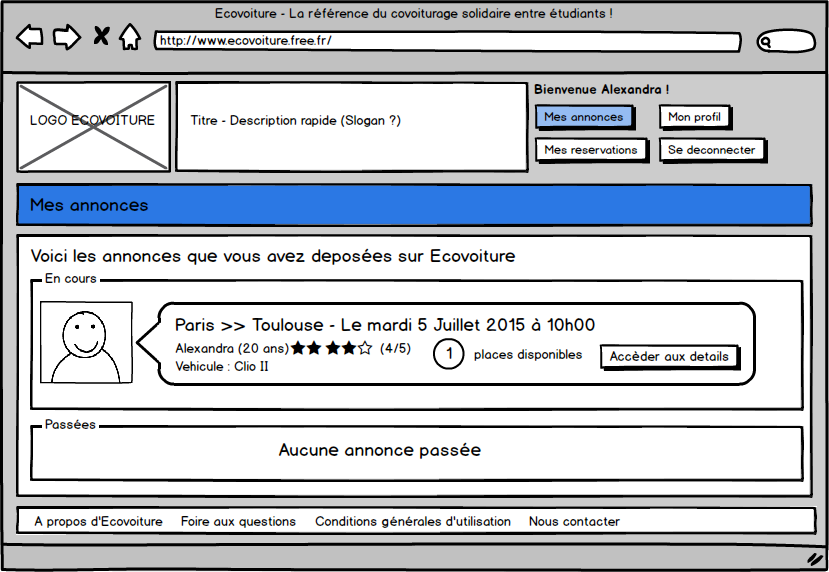 Ecovoiture - La référence du covoiturage solidaire entre étudiants !
http://www.ecovoiture.free.fr/
LOGO ECOVOITURE
Titre - Description rapide (Slogan ?)
Bienvenue Alexandra !
Mes annonces
Mon profil
Mes reservations
Se deconnecter
Mes annonces
Voici les annonces que vous avez deposées sur Ecovoiture
En cours
Paris >> Toulouse - Le mardi 5 Juillet 2015 à 10h00
Alexandra (20 ans) ★★★★☆ (4/5)
1 places disponibles
Accèder aux details
Vehicule : Clio II
Passées
Aucune annonce passée
A propos d'Ecovoiture
Foire aux questions
Conditions générales d'utilisation
Nous contacter